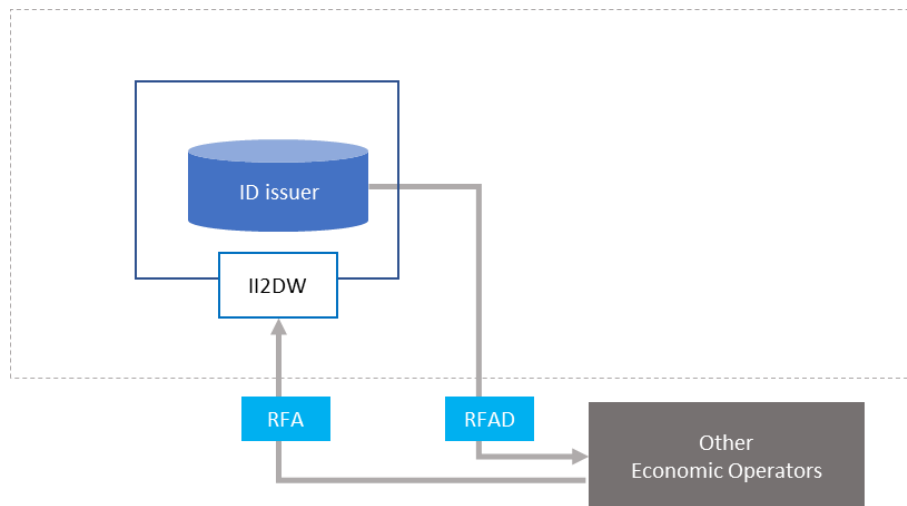 ID issuer
II2DW
RFA
RFAD
Other
Economic Operators